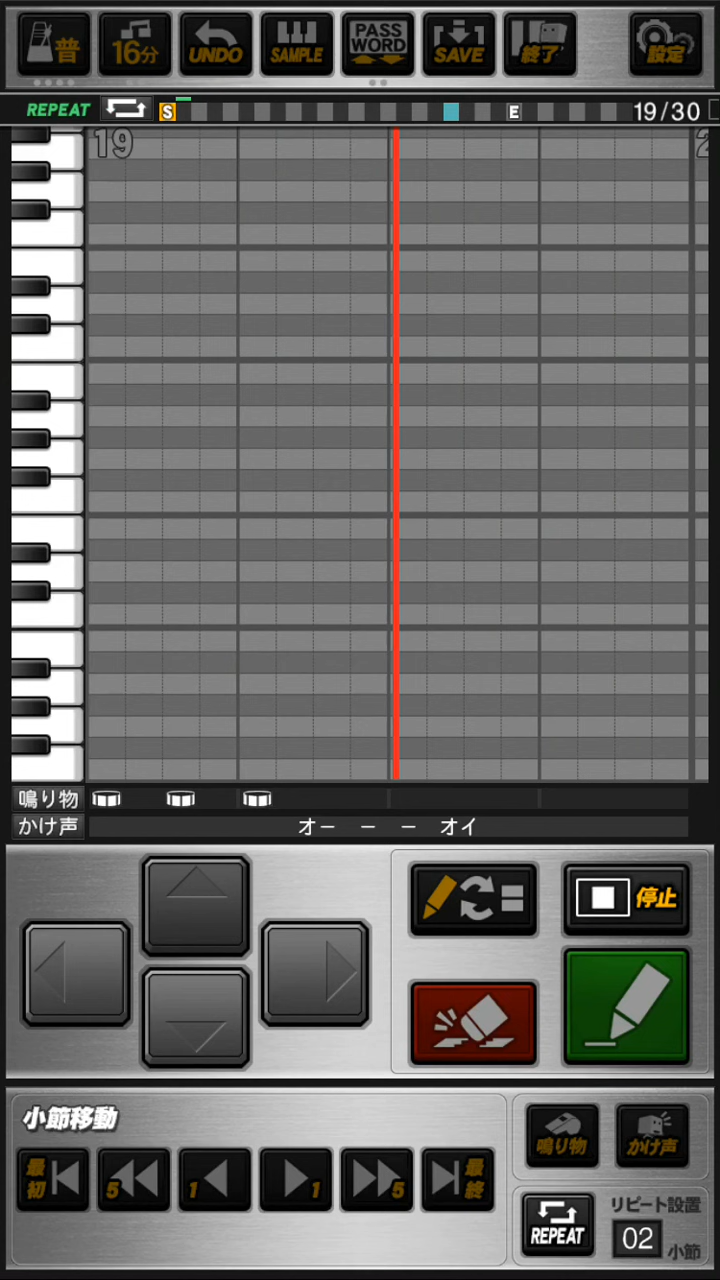 普 16分 UNDO SAMPLE PASS WORD SAVE 終了 設定
REPEAT S E 19/30
19
鳴り物
かけ声 オー － － オイ
停止
小節移動
最初 5 1 1 5 最終
鳴り物 かけ声
REPEAT
リピート設置
02 小節